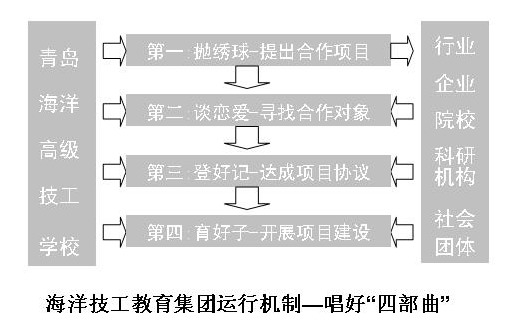 青岛
海洋
高级
技工
学校
第一:抛绣球-提出合作项目
第二:谈恋爱-寻找合作对象
第三:登好记-达成项目协议
第四:育好子-开展项目建设
行业
企业
院校
科研
机构
社会
团体
海洋技工教育集团运行机制—唱好“四部曲”